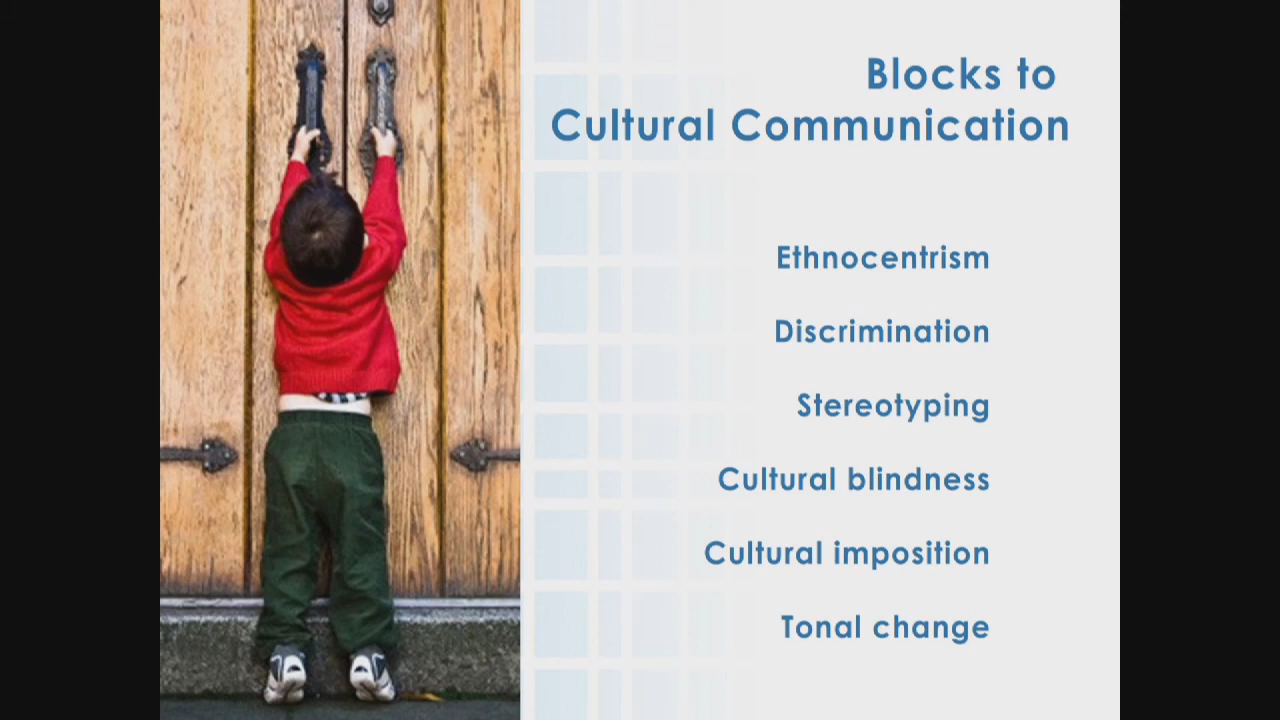 Blocks to
Cultural Communication
Ethnocentrism
Discrimination
Stereotyping
Cultural blindness
Cultural imposition
Tonal change